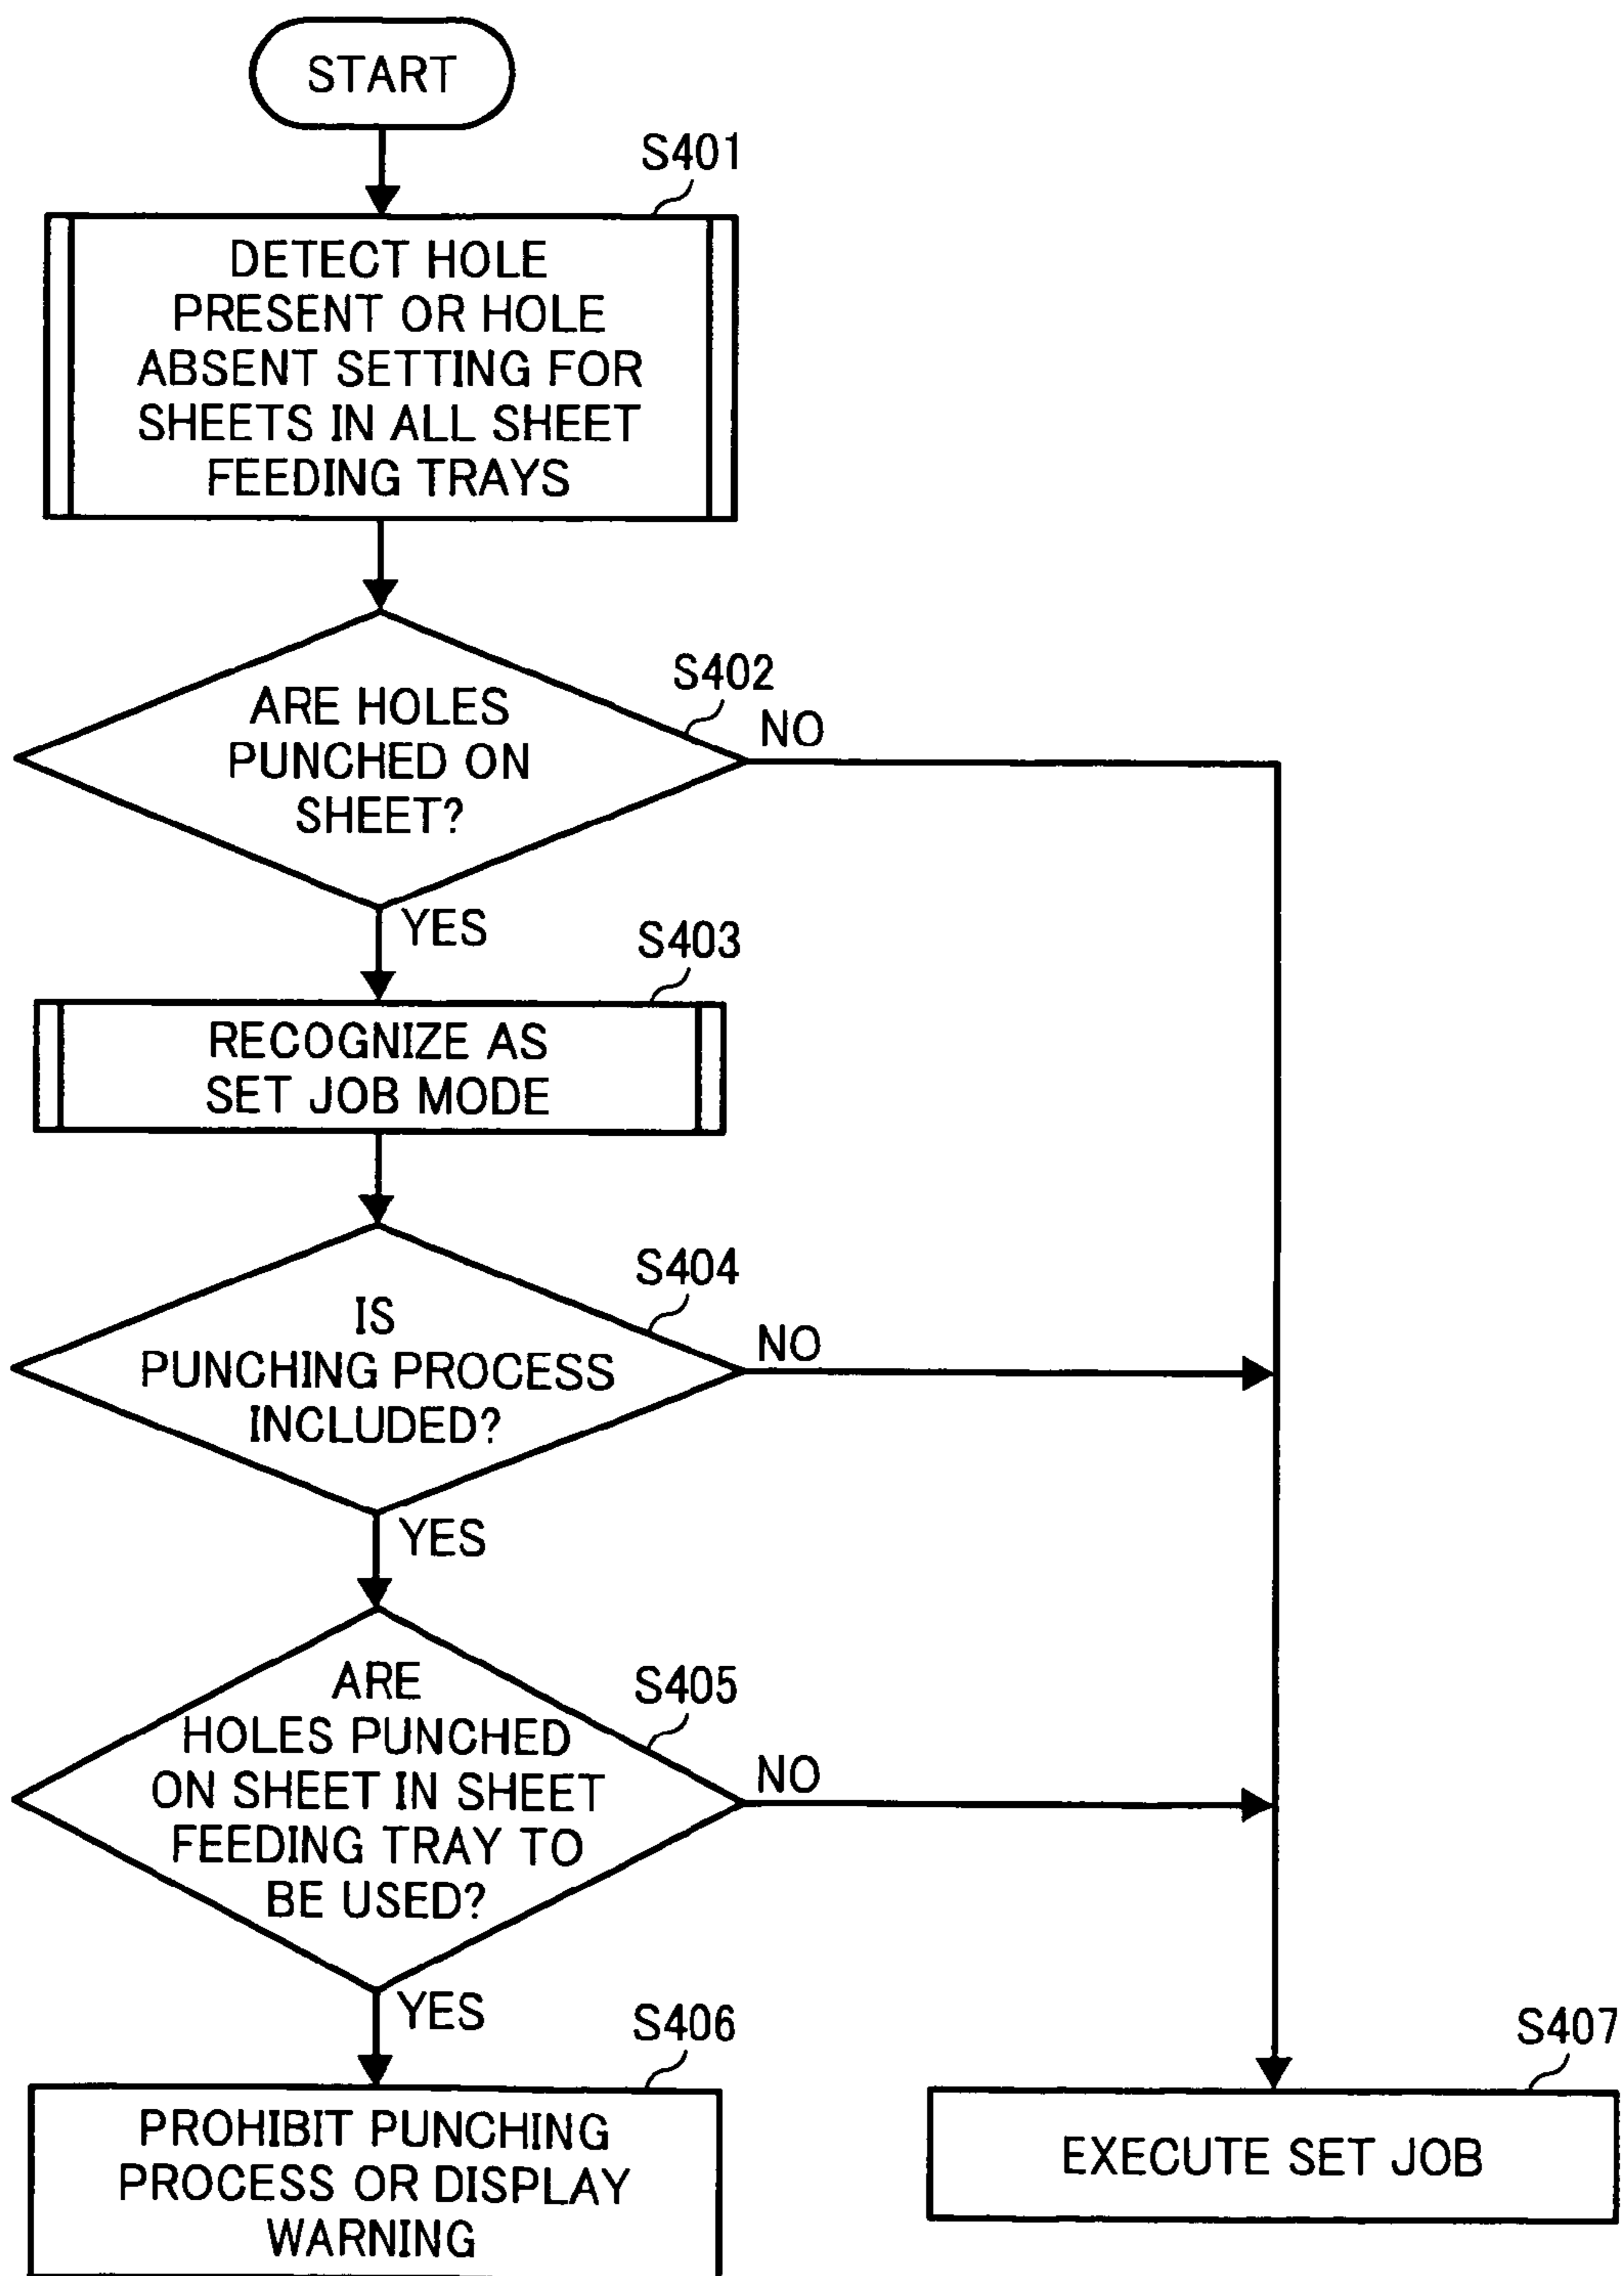 START
S401
DETECT HOLE
PRESENT OR HOLE
ABSENT SETTING FOR
SHEETS IN ALL SHEET
FEEDING TRAYS
S402
ARE HOLES
PUNCHED ON
SHEET?
NO
YES
S403
RECOGNIZE AS
SET JOB MODE
S404
IS
PUNCHING PROCESS
INCLUDED?
NO
YES
S405
ARE
HOLES PUNCHED
ON SHEET IN SHEET
FEEDING TRAY TO
BE USED?
NO
YES
S406
PROHIBIT PUNCHING
PROCESS OR DISPLAY
WARNING
S407
EXECUTE SET JOB